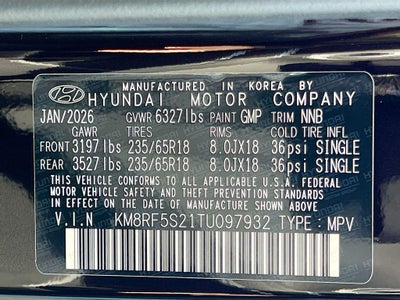 MANUFACTURED IN KOREA BY
HYUNDAI MOTOR COMPANY
JAN/2026 GVWR 6327lbs PAINT GMP TRIM NNB
GAWR TIRES RIMS COLD TIRE INFL
FRONT 3197lbs 235/65R18 8.0JX18 36psi SINGLE
REAR 3527lbs 235/65R18 8.0JX18 36psi SINGLE
THIS VEHICLE CONFORMS TO ALL APPLICABLE U.S.A. FEDERAL
MOTOR VEHICLE SAFETY STANDARDS IN EFFECT
ON THE DATE OF MANUFACTURE SHOWN ABOVE.
V.I.N KM8RF5S21TU097932 TYPE : MPV